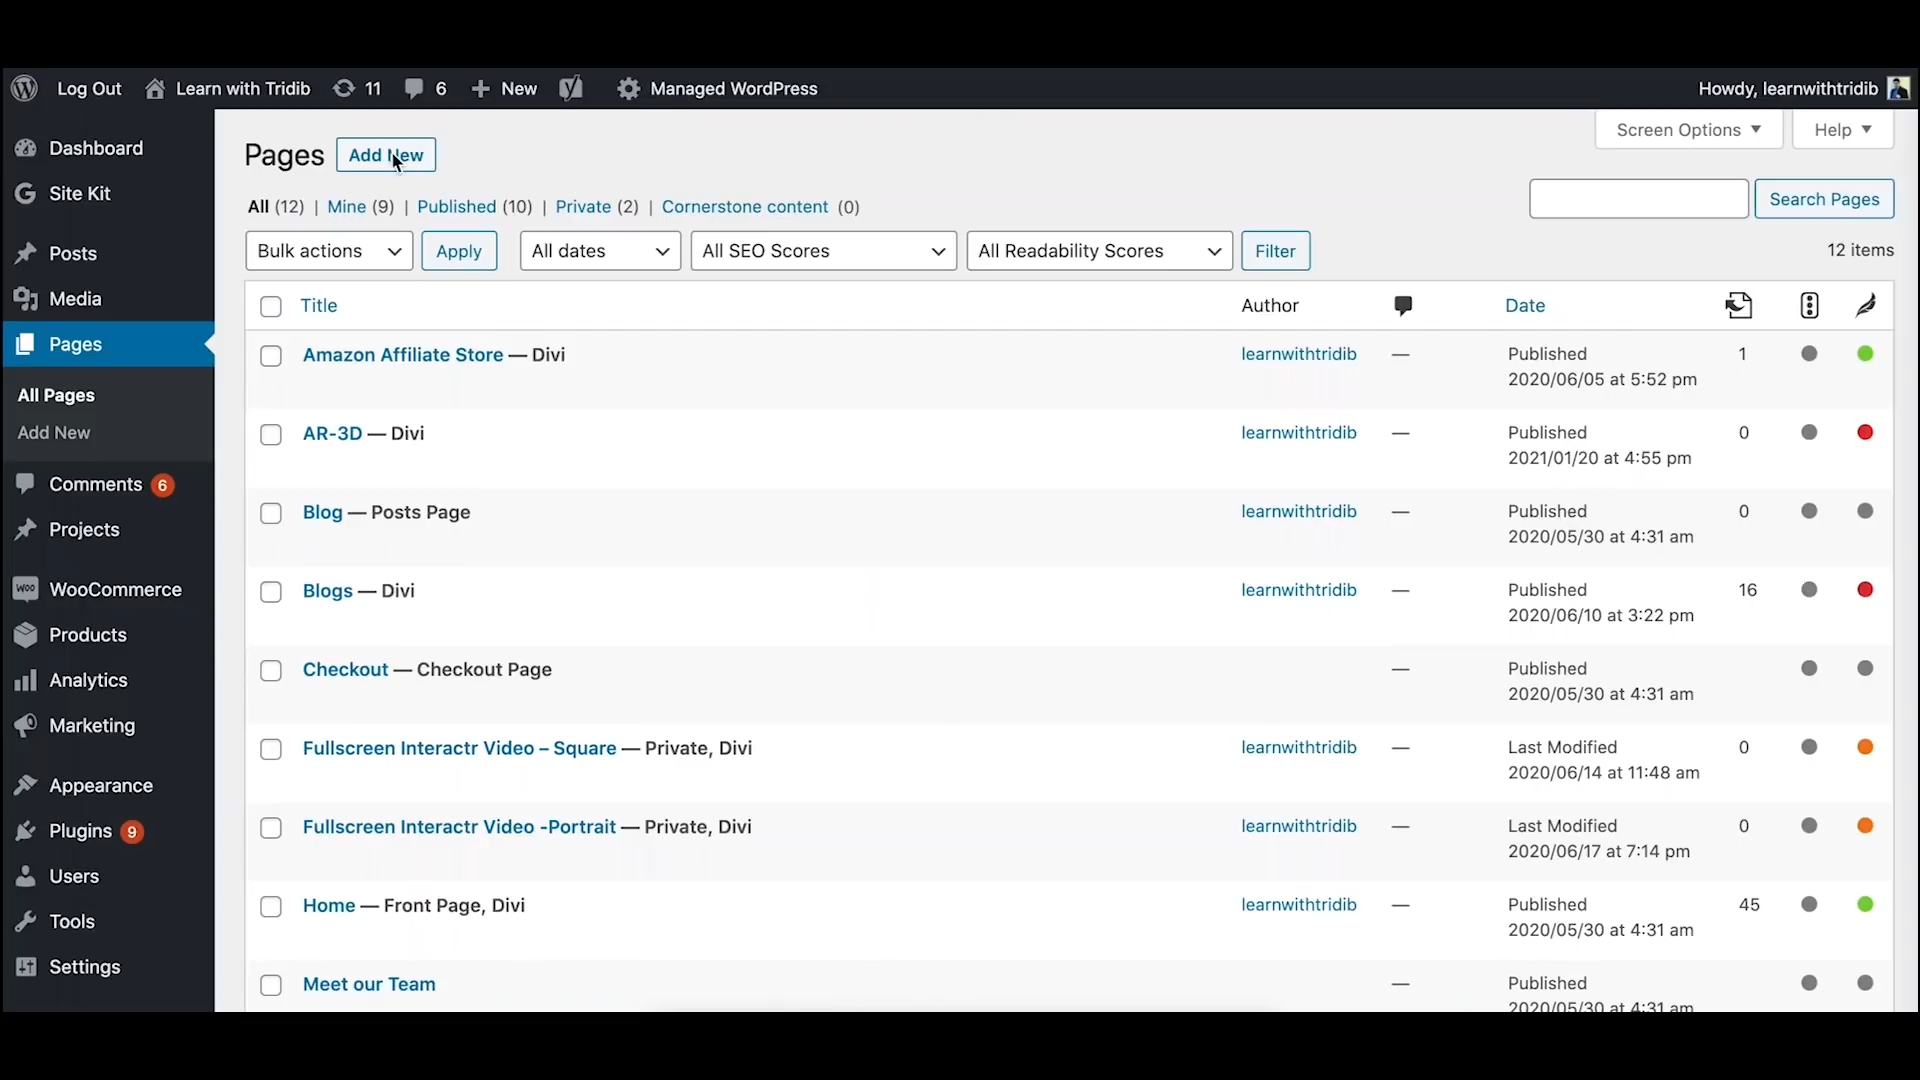 Log Out Learn with Tridib 11 6 New Managed WordPress Howdy, learnwithtridib
Dashboard
Site Kit
Posts
Media
Pages
All Pages
Add New
Comments 6
Projects
WooCommerce
Products
Analytics
Marketing
Appearance
Plugins 9
Users
Tools
Settings
Screen Options Help
Pages Add New
All (12) | Mine (9) | Published (10) | Private (2) | Cornerstone content (0)
Search Pages
Bulk actions Apply All dates All SEO Scores All Readability Scores Filter 12 items
Title Author Date
Amazon Affiliate Store — Divi learnwithtridib — Published 1
2020/06/05 at 5:52 pm
AR-3D — Divi learnwithtridib — Published 0
2021/01/20 at 4:55 pm
Blog — Posts Page learnwithtridib — Published 0
2020/05/30 at 4:31 am
Blogs — Divi learnwithtridib — Published 16
2020/06/10 at 3:22 pm
Checkout — Checkout Page — Published
2020/05/30 at 4:31 am
Fullscreen Interactr Video – Square — Private, Divi learnwithtridib — Last Modified 0
2020/06/14 at 11:48 am
Fullscreen Interactr Video -Portrait — Private, Divi learnwithtridib — Last Modified 0
2020/06/17 at 7:14 pm
Home — Front Page, Divi learnwithtridib — Published 45
2020/05/30 at 4:31 am
Meet our Team — Published
2020/05/30 at 4:31 am